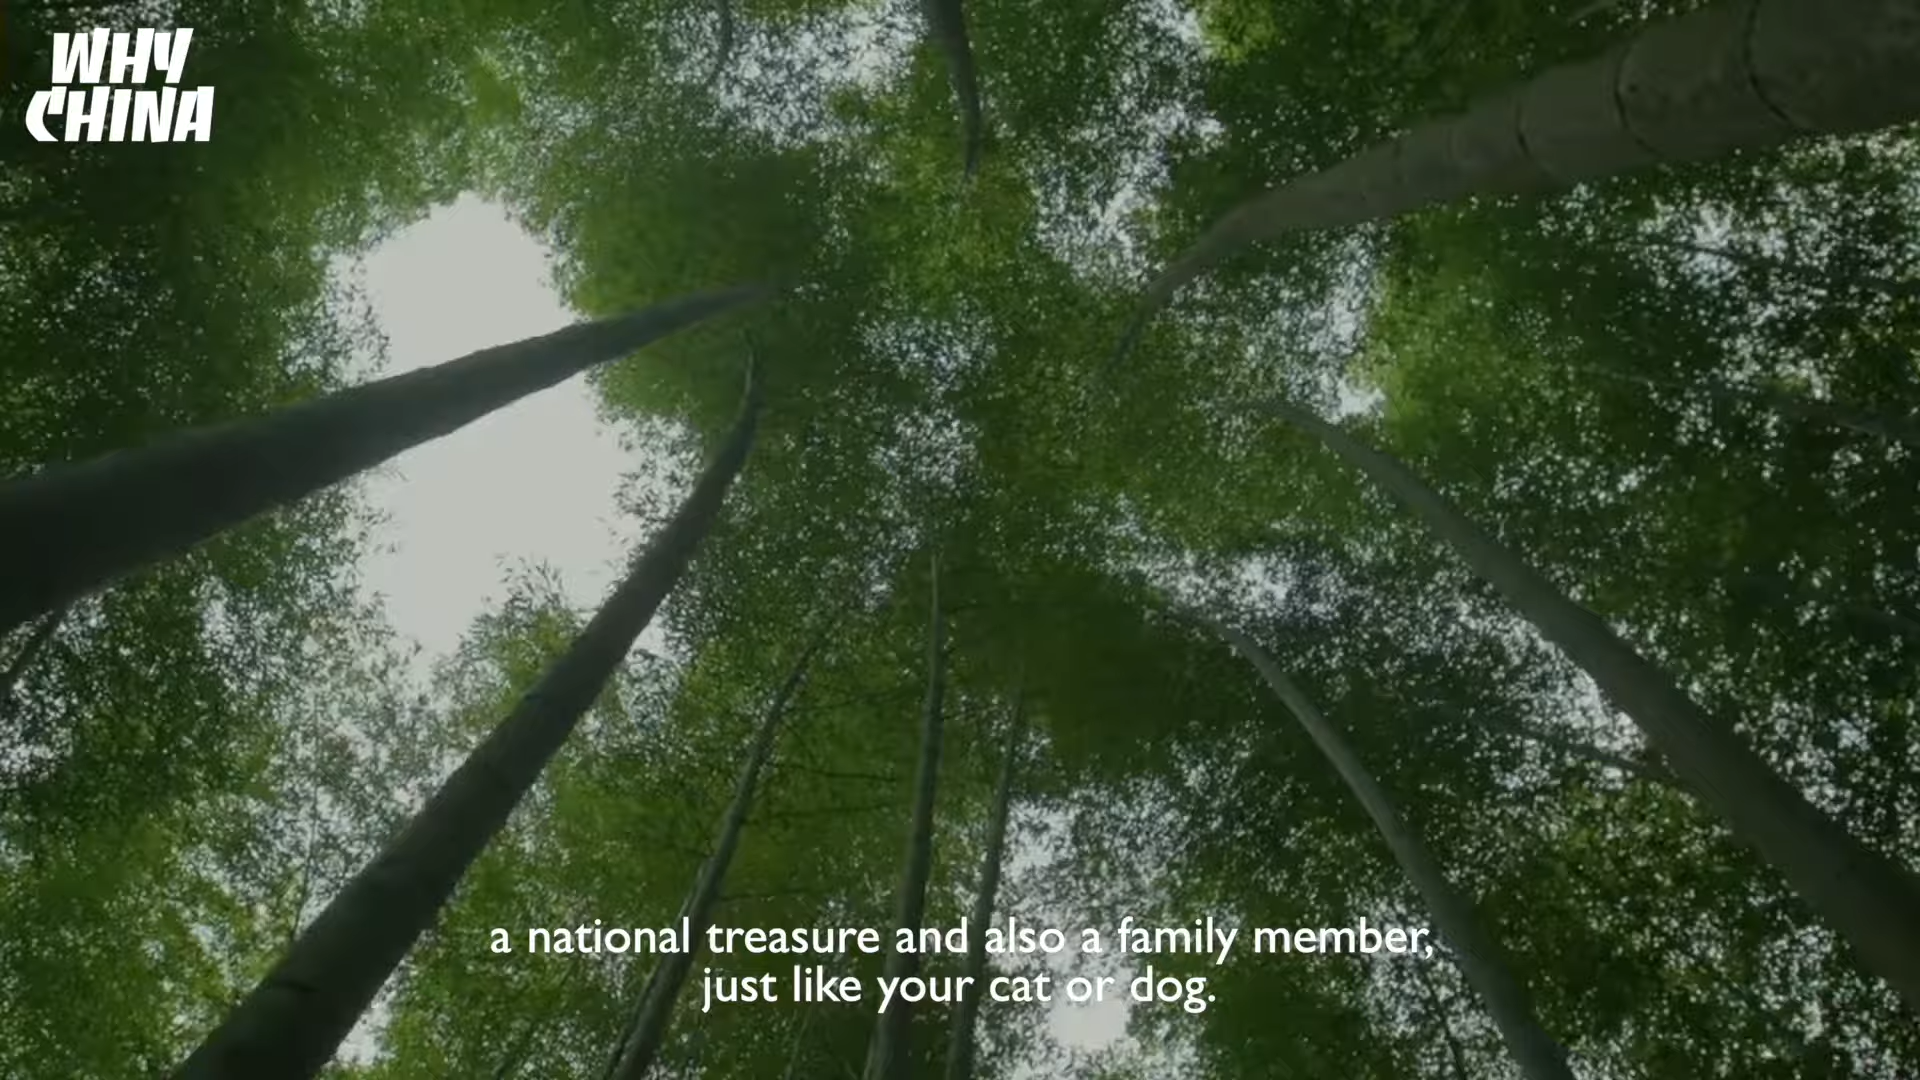 WHY
CHINA
a national treasure and also a family member,
just like your cat or dog.